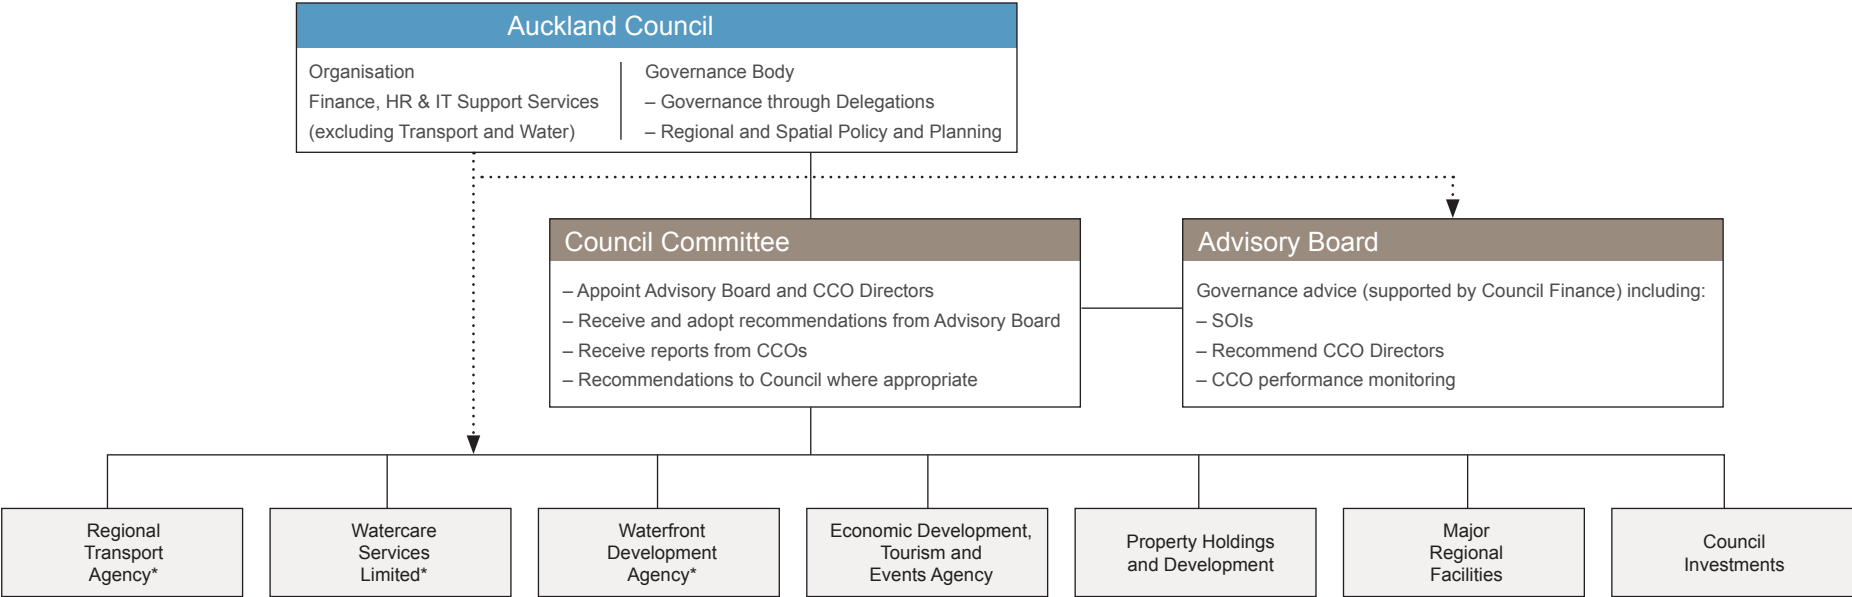 Auckland Council
Organisation
Finance, HR & IT Support Services
(excluding Transport and Water)
Governance Body
– Governance through Delegations
– Regional and Spatial Policy and Planning
Council Committee
– Appoint Advisory Board and CCO Directors
– Receive and adopt recommendations from Advisory Board
– Receive reports from CCOs
– Recommendations to Council where appropriate
Advisory Board
Governance advice (supported by Council Finance) including:
– SOIs
– Recommend CCO Directors
– CCO performance monitoring
Regional
Transport
Agency*
Watercare
Services
Limited*
Waterfront
Development
Agency*
Economic Development,
Tourism and
Events Agency
Property Holdings
and Development
Major
Regional
Facilities
Council
Investments